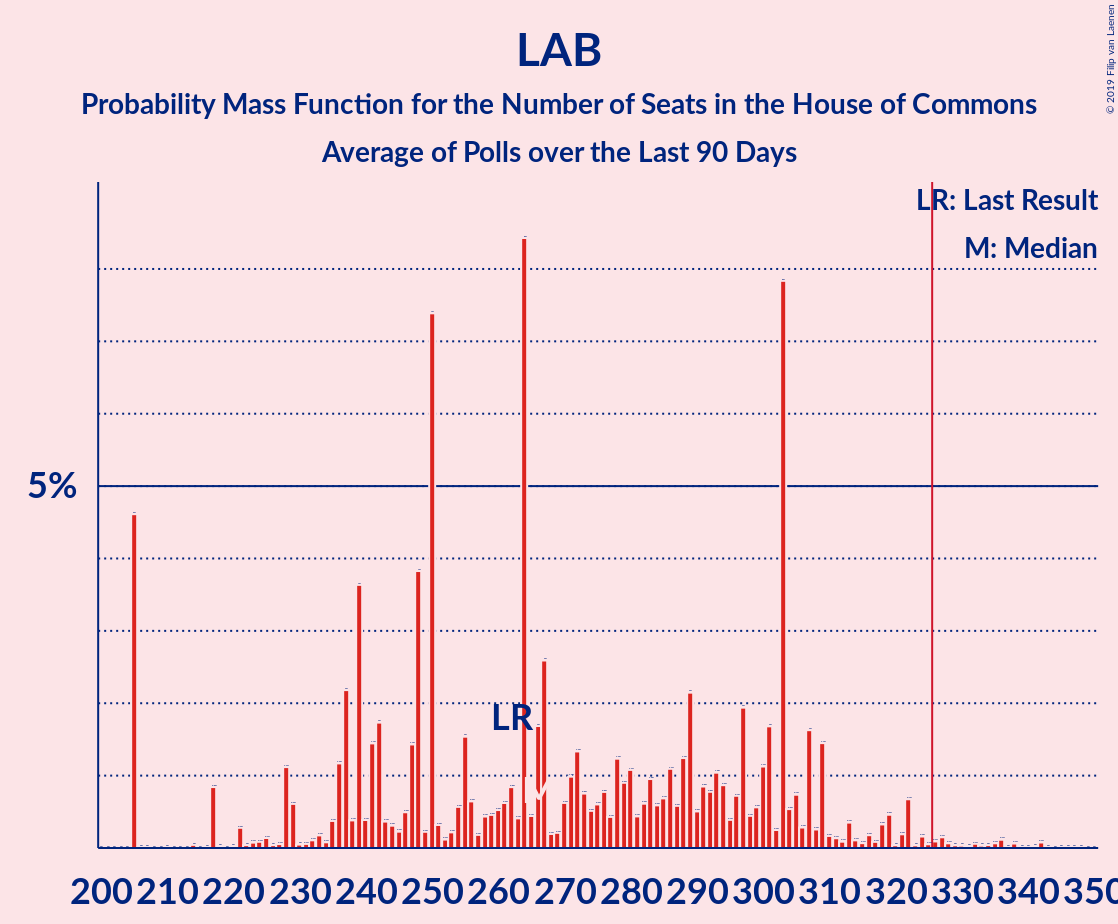 LAB
Probability Mass Function for the Number of Seats in the House of Commons
Average of Polls over the Last 90 Days
© 2019 Filip van Laenen
LR: Last Result
M: Median
5%
LR
200 210 220 230 240 250 260 270 280 290 300 310 320 330 340 350